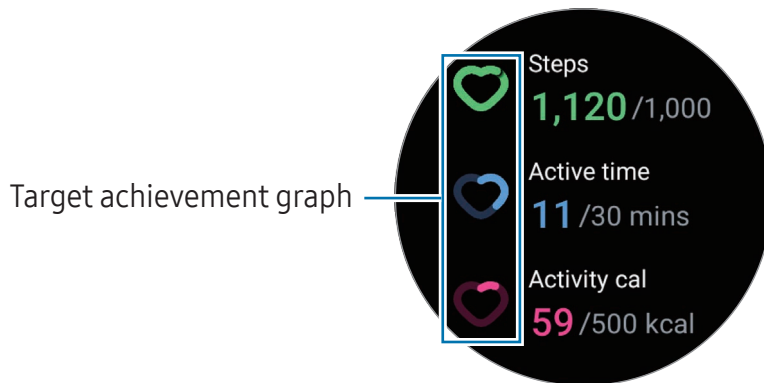 Steps
1,120/1,000
Target achievement graph
Active time
11/30 mins
Activity cal
59/500 kcal